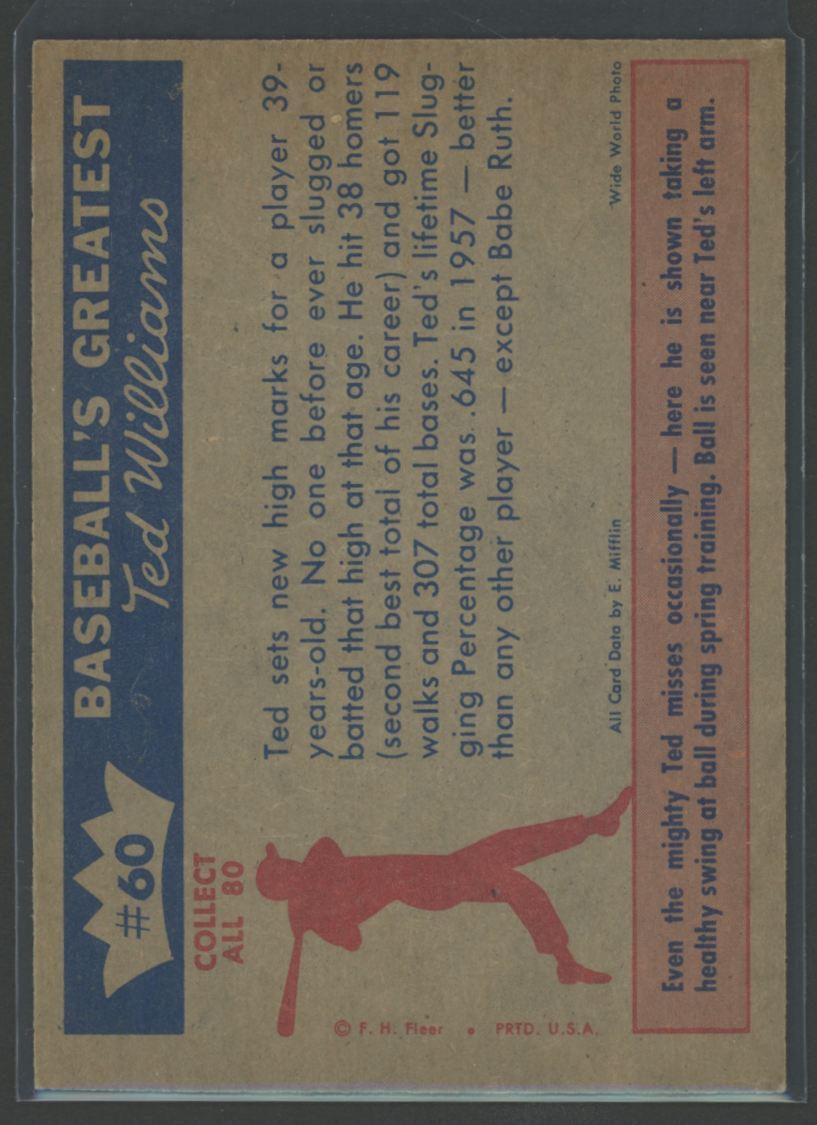 #60
BASEBALL'S GREATEST
Ted Williams
COLLECT
ALL 80
Ted sets new high marks for a player 39-
years-old. No one before ever slugged or
batted that high at that age. He hit 38 homers
(second best total of his career) and got 119
walks and 307 total bases. Ted's lifetime Slug-
ging Percentage was .645 in 1957 — better
than any other player — except Babe Ruth.
© F. H. Fleer • PRTD. U.S.A.
All Card Data by E. Mifflin
Wide World Photo
Even the mighty Ted misses occasionally — here he is shown taking a
healthy swing at ball during spring training. Ball is seen near Ted's left arm.